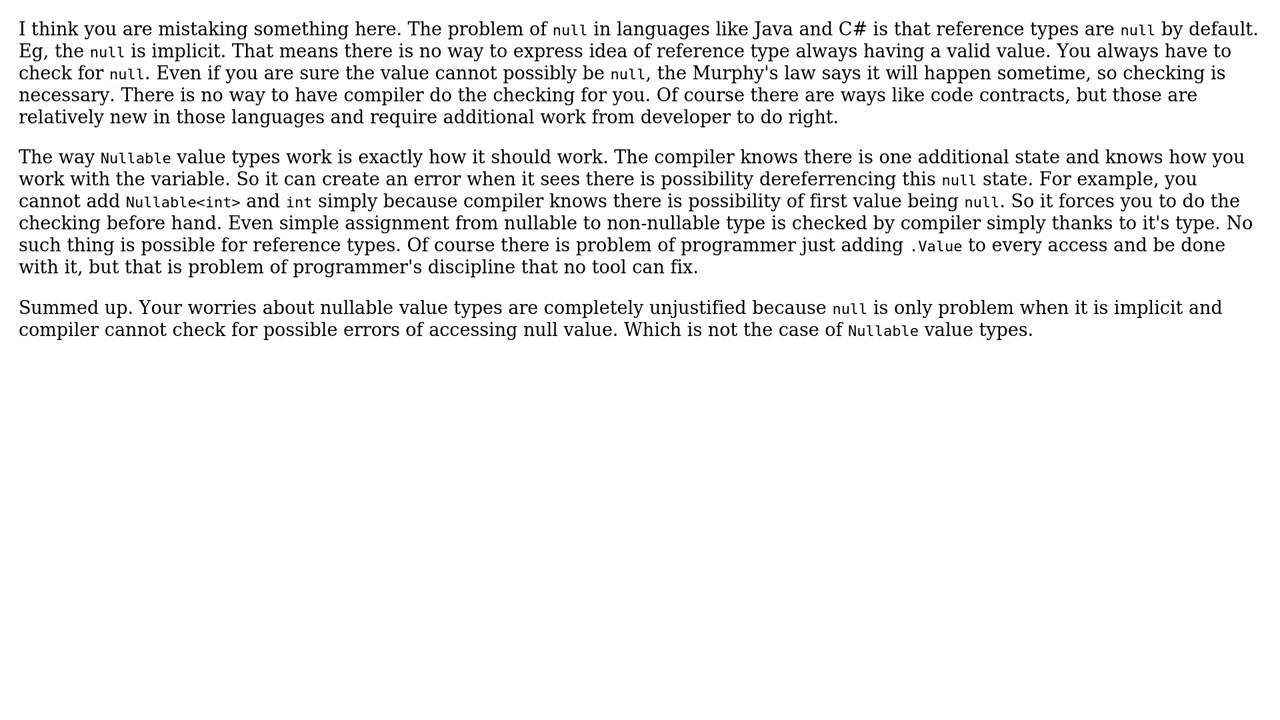 I think you are mistaking something here. The problem of null in languages like Java and C# is that reference types are null by default.
Eg, the null is implicit. That means there is no way to express idea of reference type always having a valid value. You always have to
check for null. Even if you are sure the value cannot possibly be null, the Murphy's law says it will happen sometime, so checking is
necessary. There is no way to have compiler do the checking for you. Of course there are ways like code contracts, but those are
relatively new in those languages and require additional work from developer to do right.
The way Nullable value types work is exactly how it should work. The compiler knows there is one additional state and knows how you
work with the variable. So it can create an error when it sees there is possibility dereferrencing this null state. For example, you
cannot add Nullable<int> and int simply because compiler knows there is possibility of first value being null. So it forces you to do the
checking before hand. Even simple assignment from nullable to non-nullable type is checked by compiler simply thanks to it's type. No
such thing is possible for reference types. Of course there is problem of programmer just adding .Value to every access and be done
with it, but that is problem of programmer's discipline that no tool can fix.
Summed up. Your worries about nullable value types are completely unjustified because null is only problem when it is implicit and
compiler cannot check for possible errors of accessing null value. Which is not the case of Nullable value types.